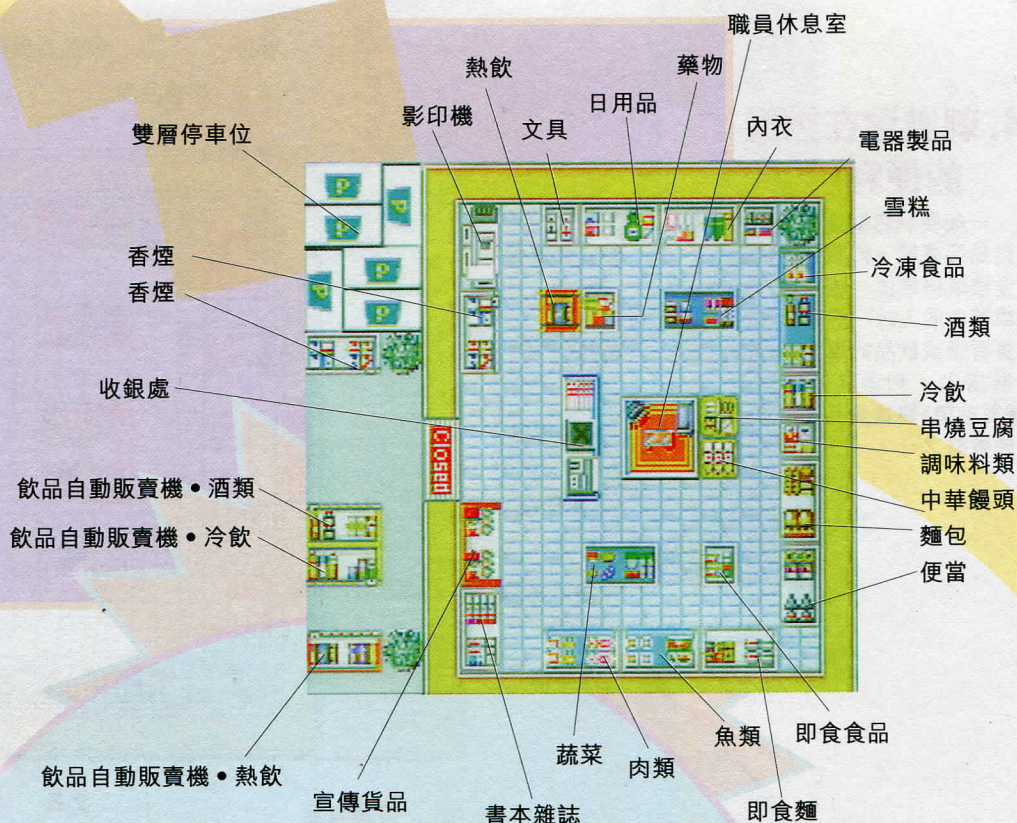 職員休息室
熱飲
藥物
影印機
日用品
文具
內衣
雙層停車位
電器製品
雪糕
香煙
冷凍食品
香煙
酒類
收銀處
冷飲
串燒豆腐
調味料類
飲品自動販賣機•酒類
中華饅頭
飲品自動販賣機•冷飲
麵包
便當
飲品自動販賣機•熱飲
宣傳貨品
書本雜誌
蔬菜
肉類
魚類
即食食品
即食麵
P
P
P
P
P
P
Closed